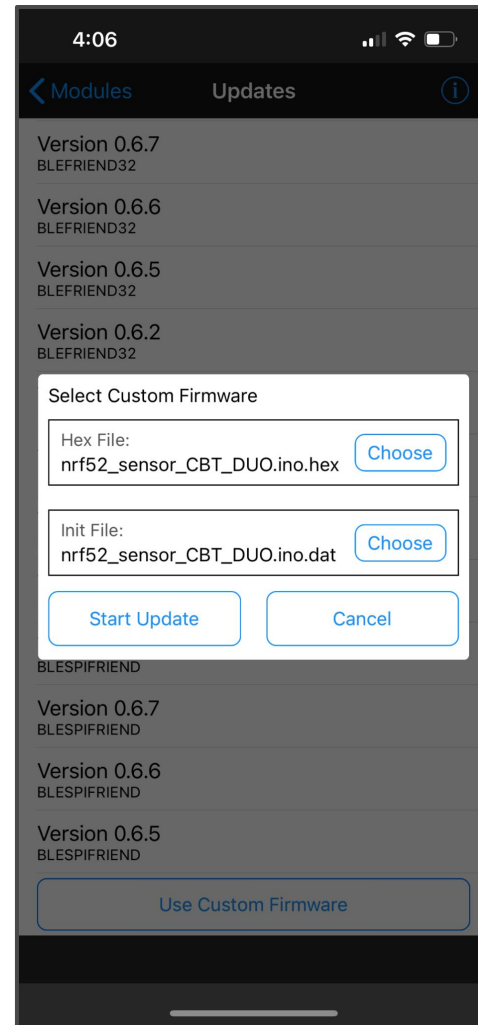 4:06
Modules
Updates
Version 0.6.7
BLEFRIEND32
Version 0.6.6
BLEFRIEND32
Version 0.6.5
BLEFRIEND32
Version 0.6.2
BLEFRIEND32
Select Custom Firmware
Hex File:
nrf52_sensor_CBT_DUO.ino.hex
Choose
Init File:
nrf52_sensor_CBT_DUO.ino.dat
Choose
Start Update
Cancel
BLESPIFRIEND
Version 0.6.7
BLESPIFRIEND
Version 0.6.6
BLESPIFRIEND
Version 0.6.5
BLESPIFRIEND
Use Custom Firmware